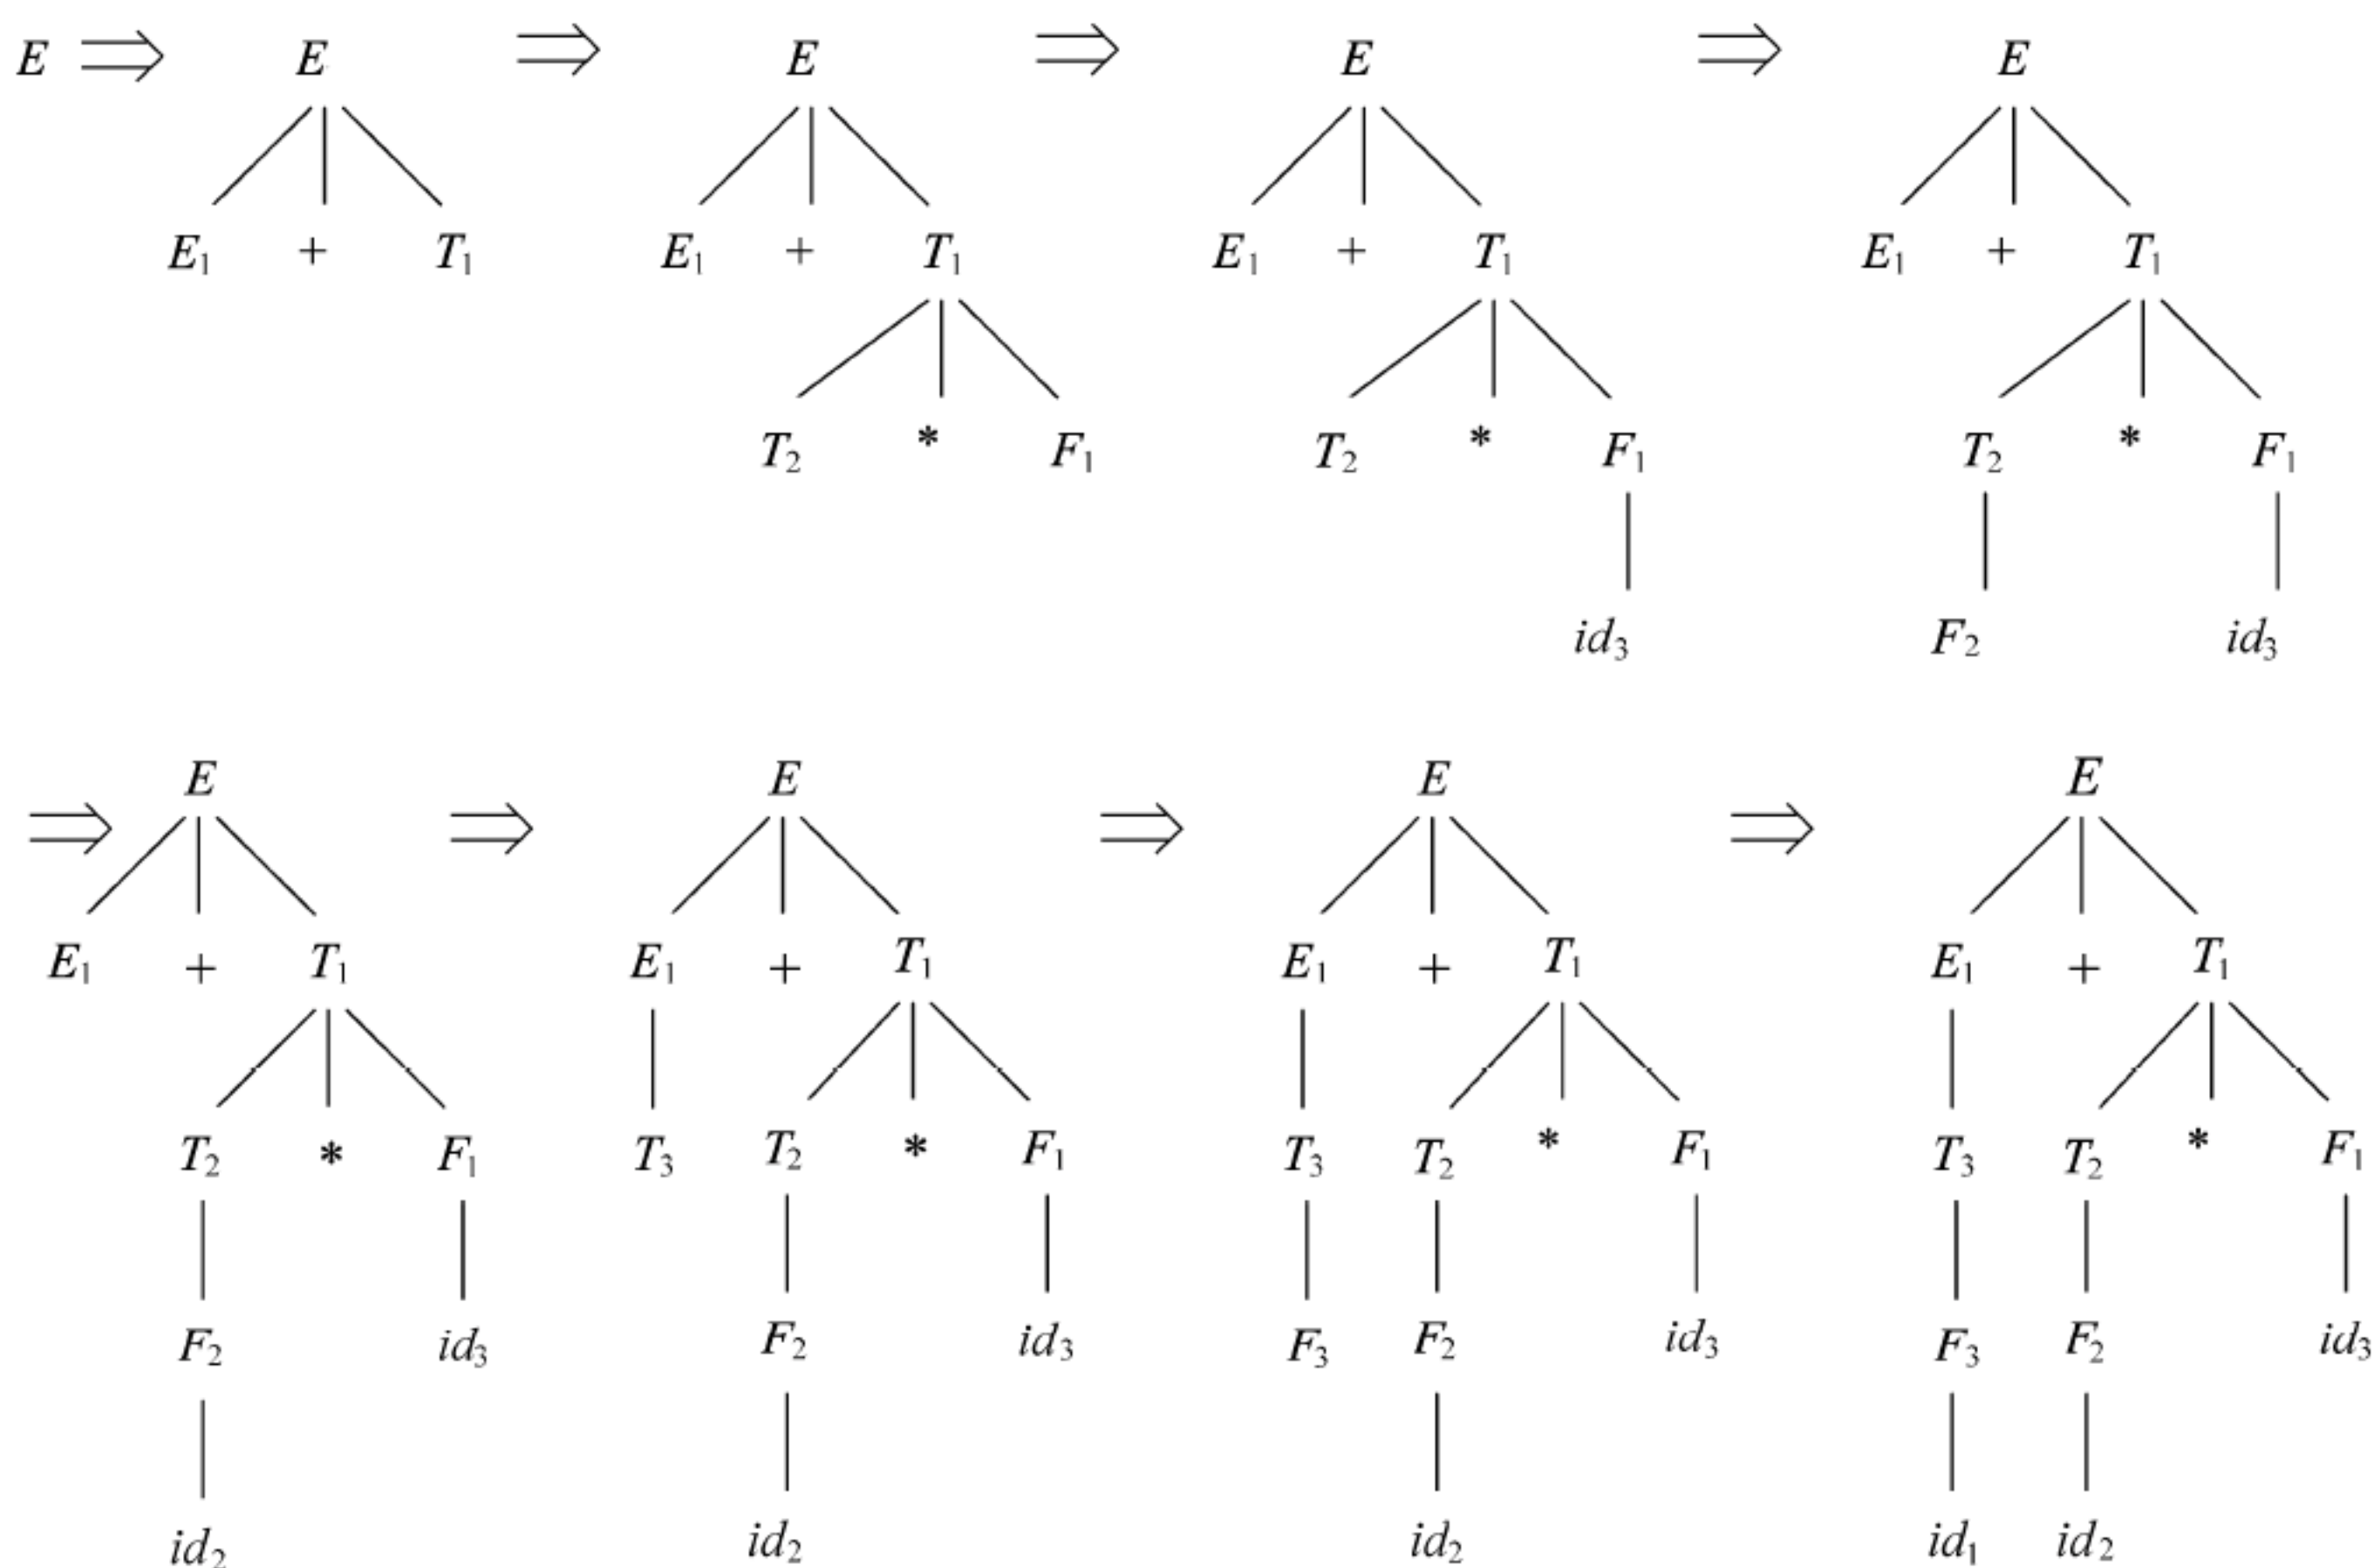 E ⇒ E ⇒ E ⇒ E ⇒ E
E₁ + T₁ E₁ + T₁ E₁ + T₁ E₁ + T₁
T₂ * F₁ T₂ * F₁ T₂ * F₁
id₃ F₂ id₃
⇒ E ⇒ E ⇒ E ⇒ E
E₁ + T₁ E₁ + T₁ E₁ + T₁ E₁ + T₁
T₂ * F₁ T₃ T₂ * F₁ T₃ T₂ * F₁ T₃ T₂ * F₁
F₂ id₃ F₂ id₃ F₃ F₂ id₃ F₃ F₂ id₃
id₂ id₂ id₂ id₁ id₂